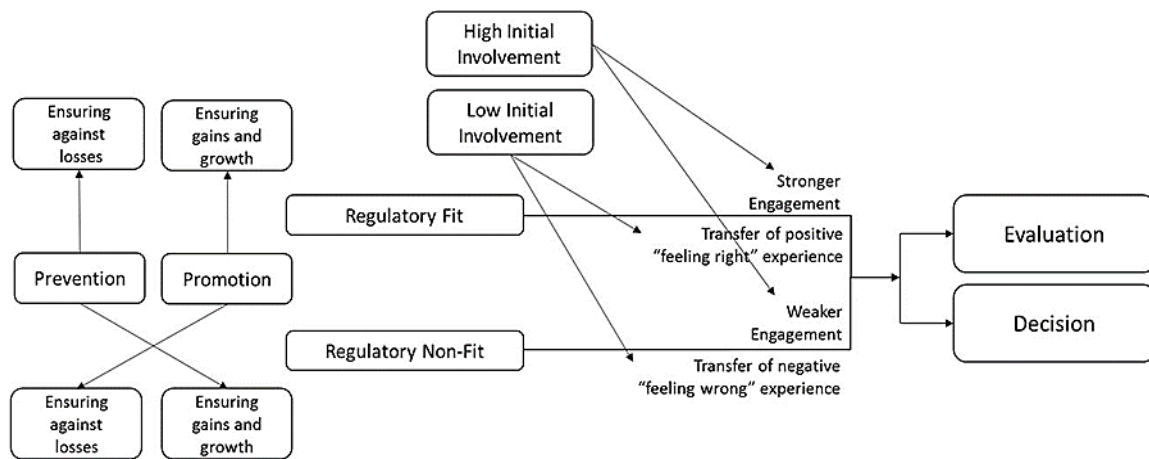 High Initial
Involvement
Low Initial
Involvement
Ensuring
against
losses
Ensuring
gains and
growth
Stronger
Engagement
Regulatory Fit
Transfer of positive
"feeling right" experience
Evaluation
Prevention
Promotion
Weaker
Engagement
Decision
Regulatory Non-Fit
Transfer of negative
"feeling wrong" experience
Ensuring
against
losses
Ensuring
gains and
growth